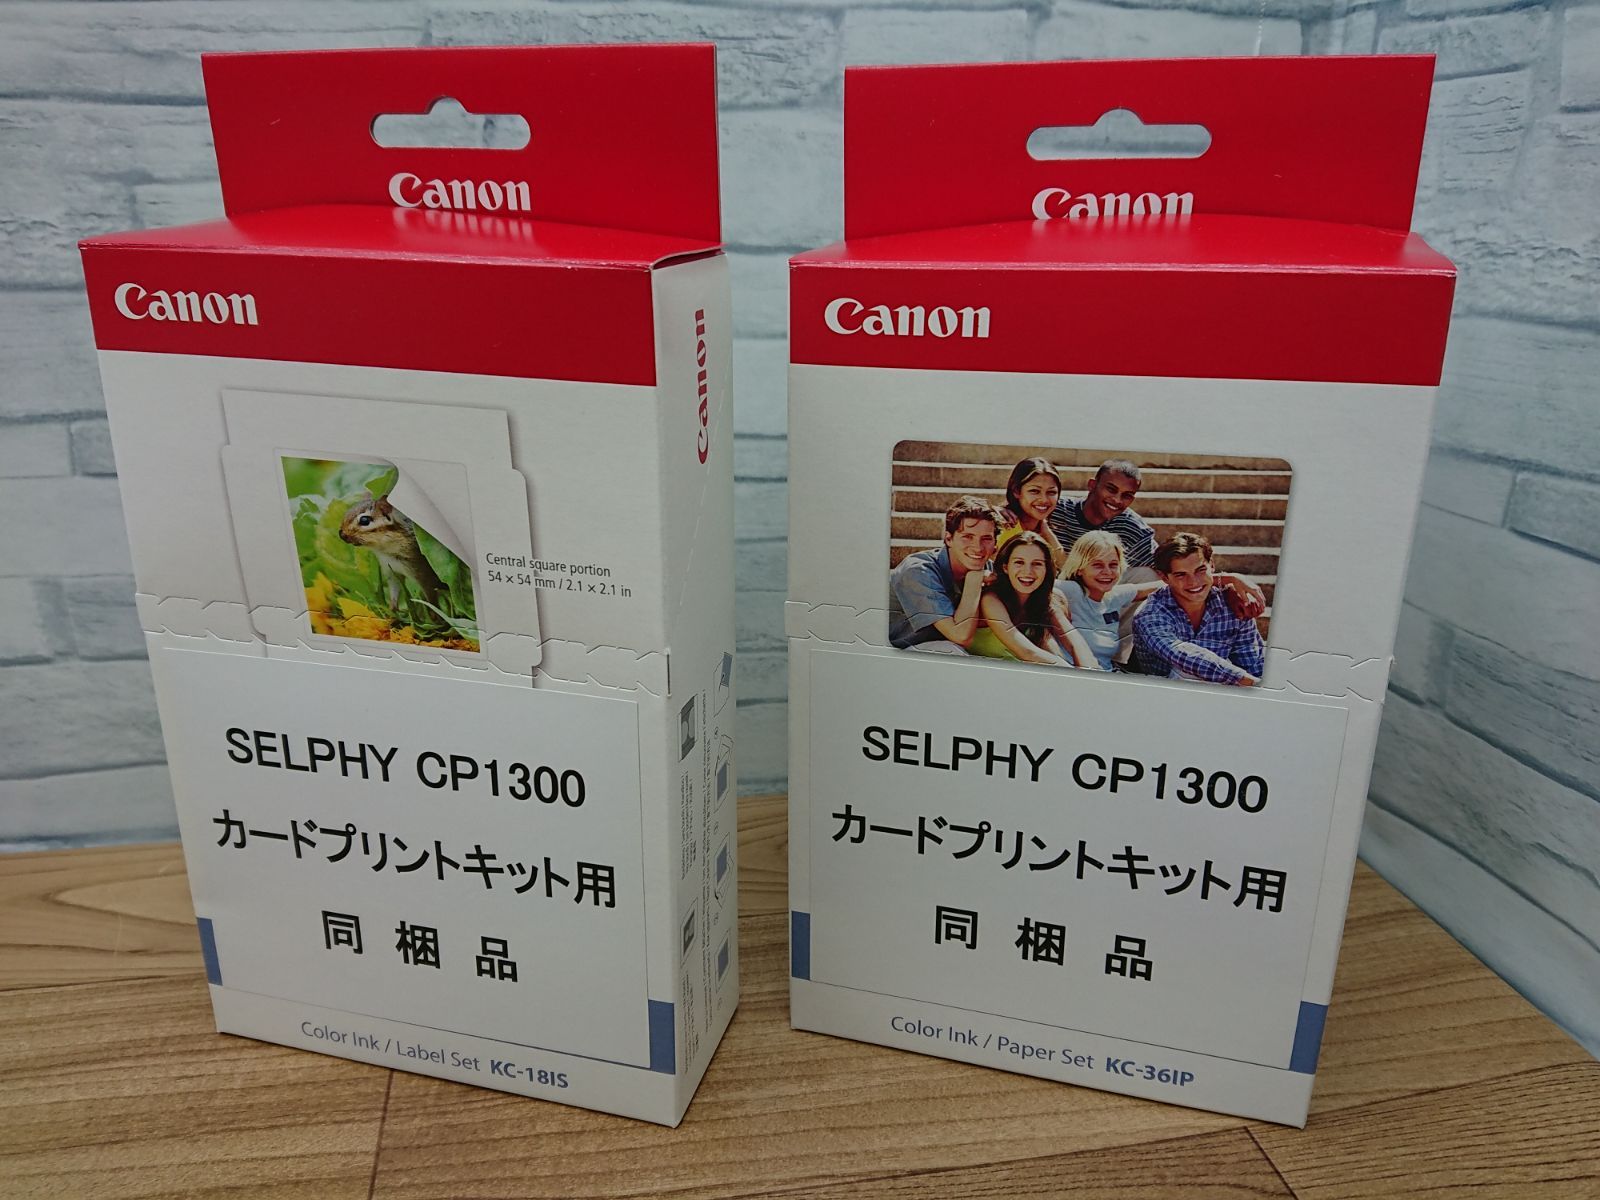 Canon
Canon
Canon
Central square portion
54 × 54 mm / 2.1 × 2.1 in
SELPHY CP1300
カードプリントキット用
同梱品
Color Ink / Label Set KC-18IS
Canon
Canon
SELPHY CP1300
カードプリントキット用
同梱品
Color Ink / Paper Set KC-36IP